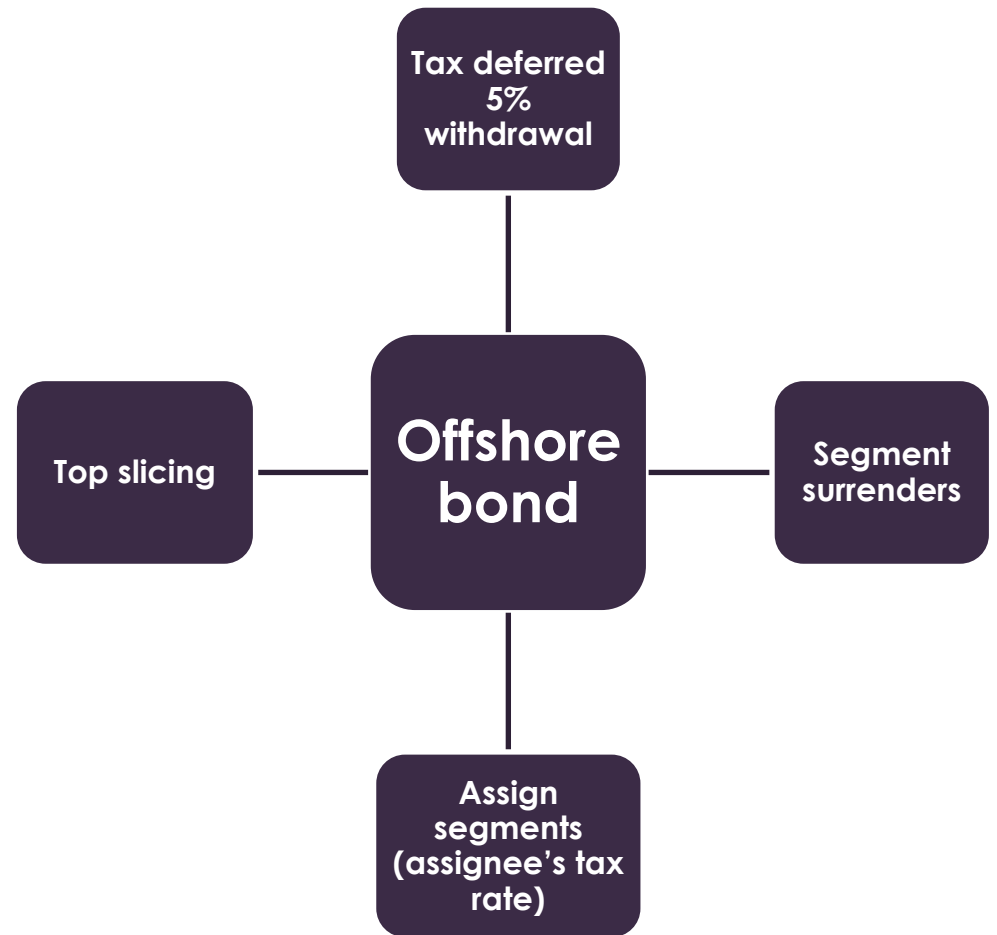 Tax deferred
5%
withdrawal
Top slicing
Offshore
bond
Segment
surrenders
Assign
segments
(assignee’s tax
rate)